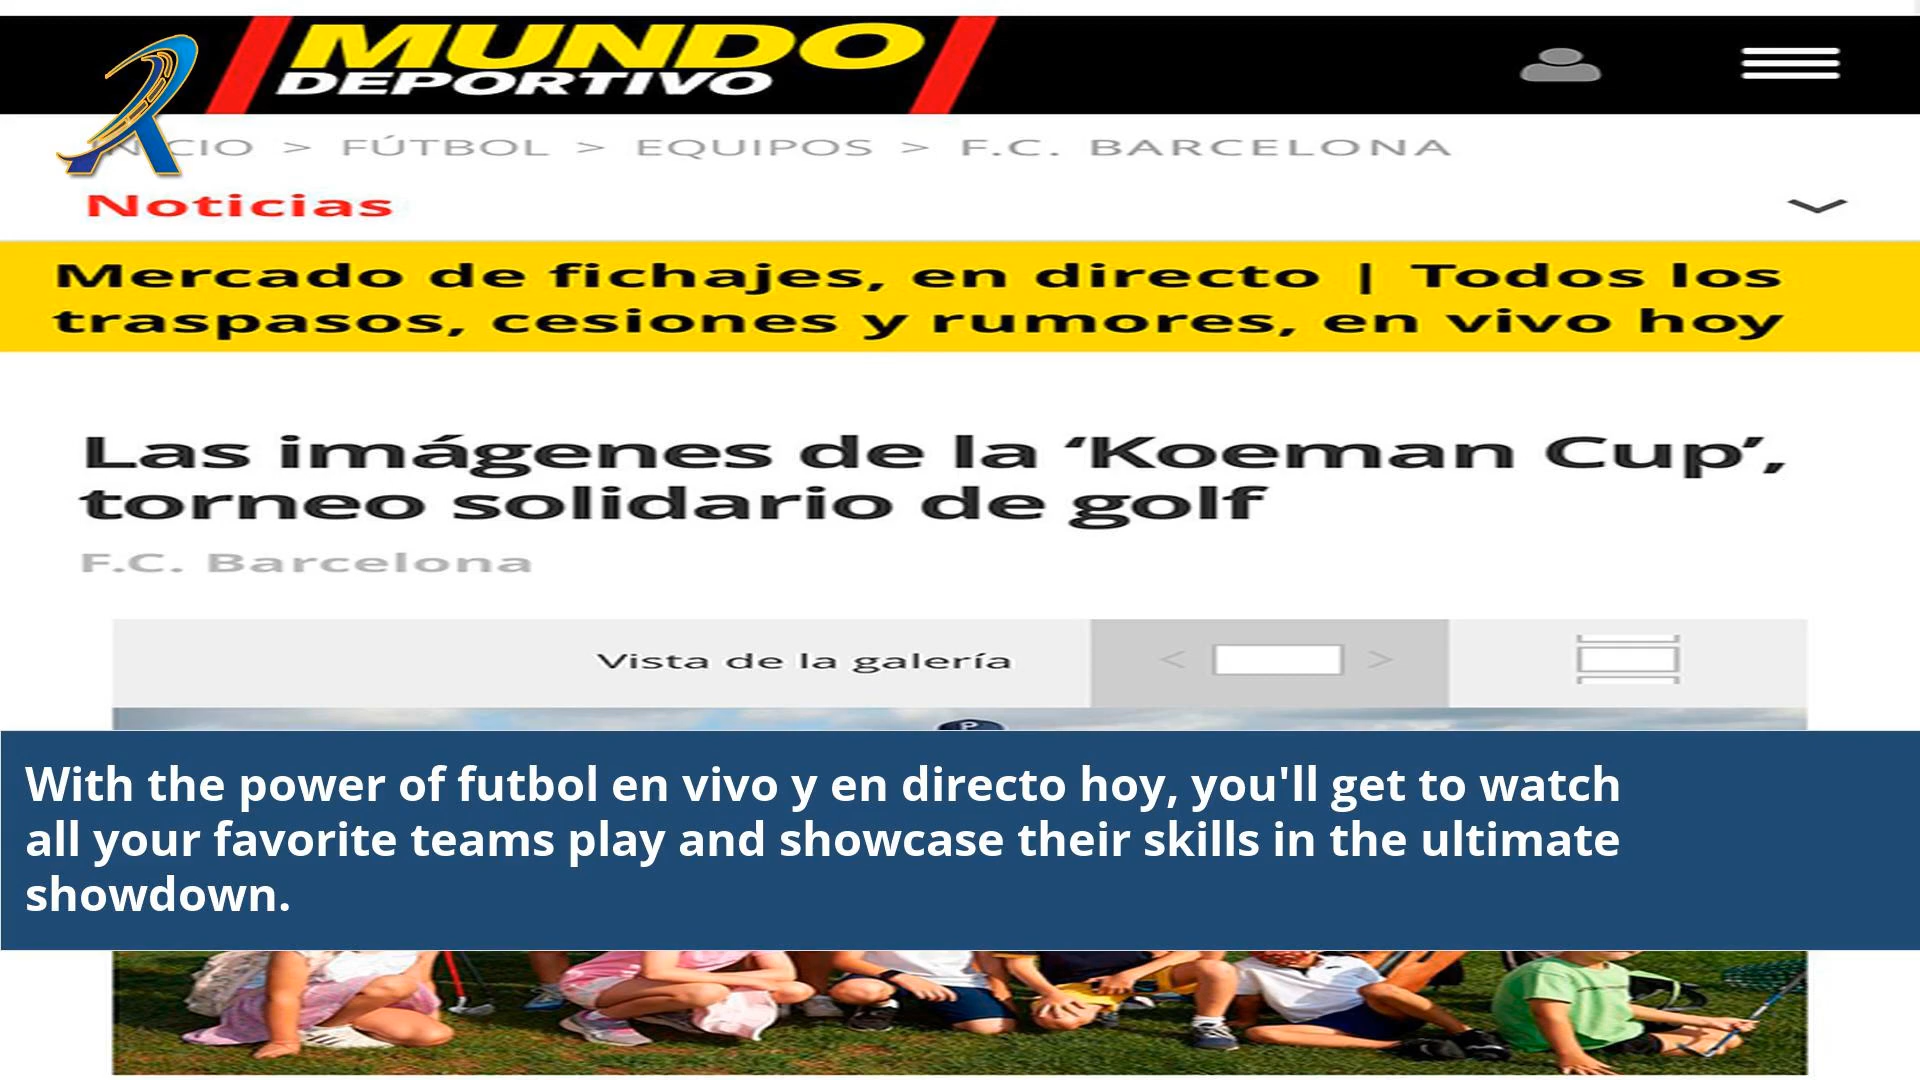 MUNDO
DEPORTIVO
INICIO > FÚTBOL > EQUIPOS > F.C. BARCELONA
Noticias
Mercado de fichajes, en directo | Todos los
traspasos, cesiones y rumores, en vivo hoy
Las imágenes de la ‘Koeman Cup’,
torneo solidario de golf
F.C. Barcelona
Vista de la galería
With the power of futbol en vivo y en directo hoy, you'll get to watch
all your favorite teams play and showcase their skills in the ultimate
showdown.